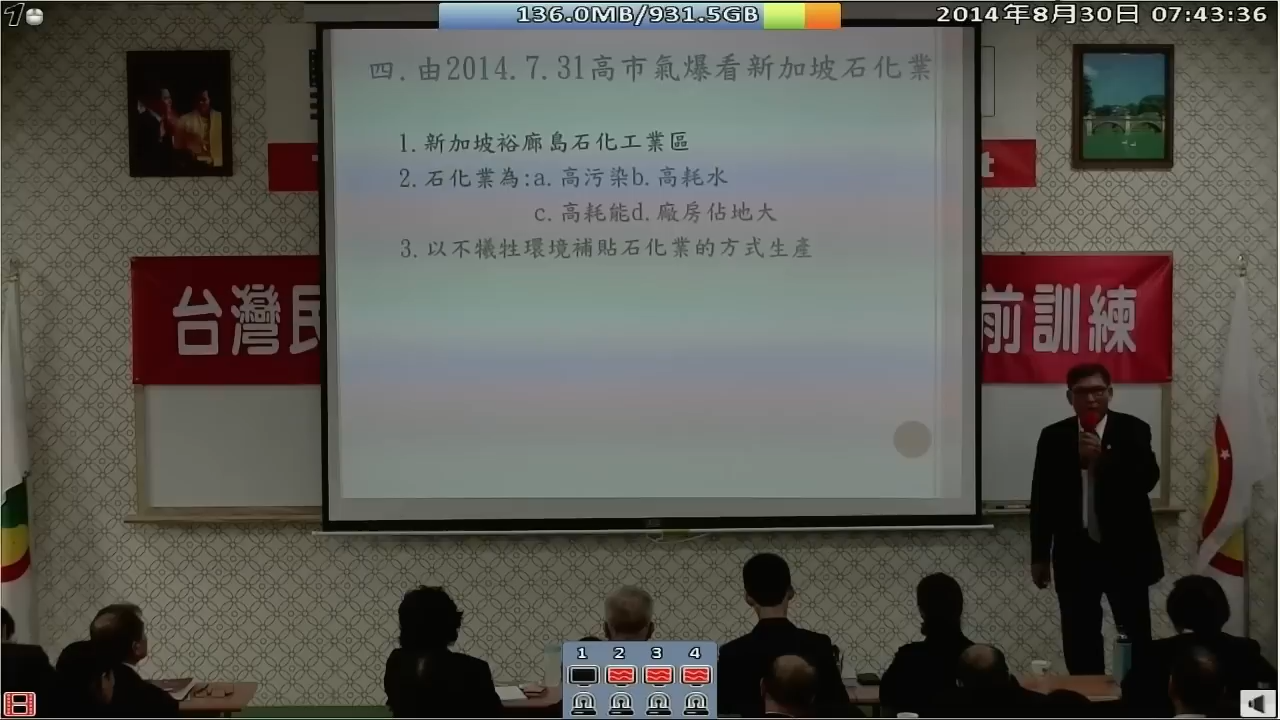 1
136.0MB/931.5GB
2014年8月30日 07:43:36
四.由2014.7.31高市氣爆看新加坡石化業
1.新加坡裕廊島石化工業區
2.石化業為:a.高污染b.高耗水
c.高耗能d.廠房佔地大
3.以不犧牲環境補貼石化業的方式生產
t
台灣民
前訓練
1 2 3 4